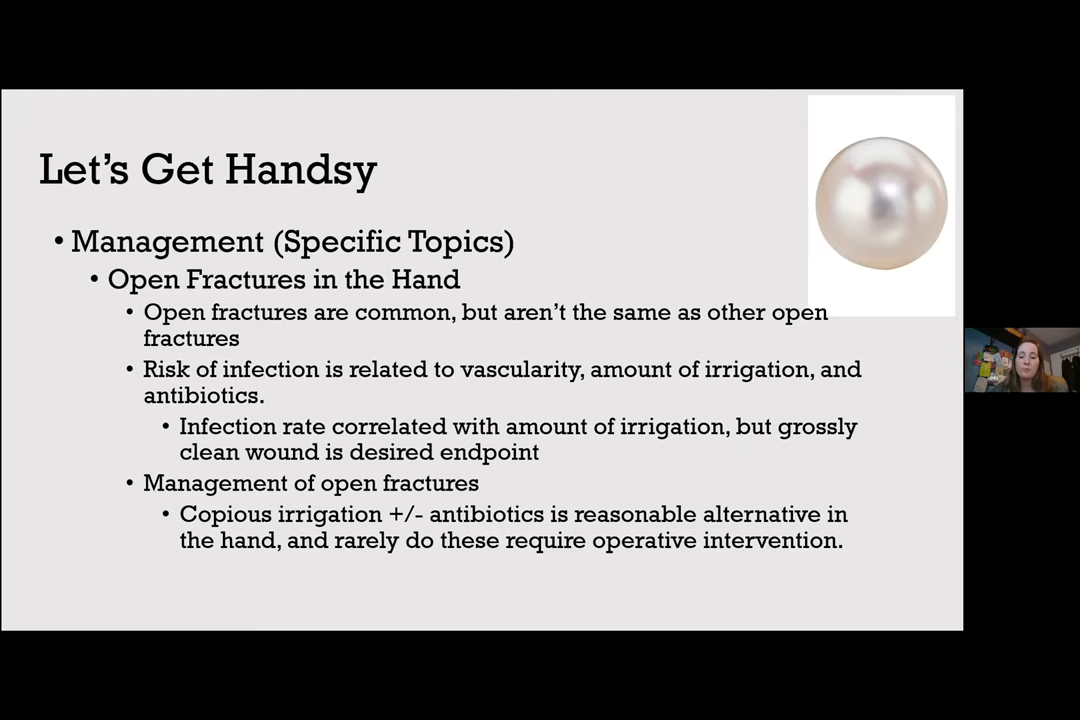 Let's Get Handsy
• Management (Specific Topics)
• Open Fractures in the Hand
• Open fractures are common, but aren't the same as other open
fractures
• Risk of infection is related to vascularity, amount of irrigation, and
antibiotics.
• Infection rate correlated with amount of irrigation, but grossly
clean wound is desired endpoint
• Management of open fractures
• Copious irrigation +/- antibiotics is reasonable alternative in
the hand, and rarely do these require operative intervention.